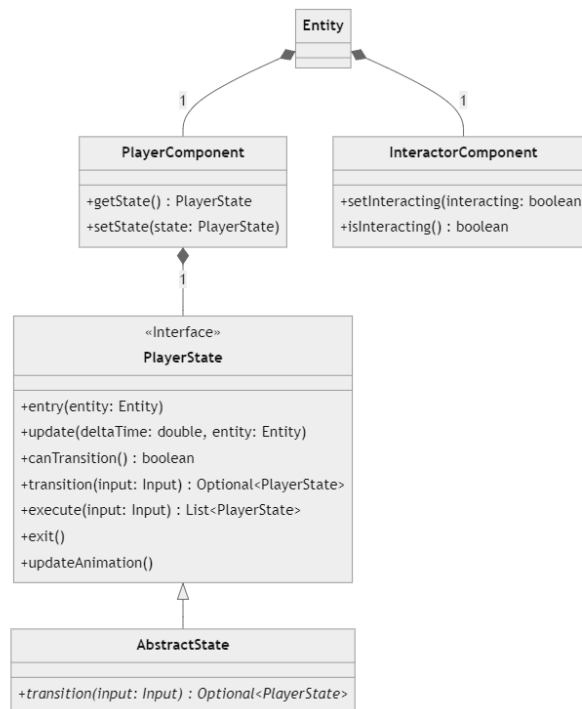 Entity
1
1
PlayerComponent
+getState() : PlayerState
+setState(state: PlayerState)
InteractorComponent
+setInteracting(interacting: boolean
+isInteracting() : boolean
1
«Interface»
PlayerState
+entry(entity: Entity)
+update(deltaTime: double, entity: Entity)
+canTransition() : boolean
+transition(input: Input) : Optional<PlayerState>
+execute(input: Input) : List<PlayerState>
+exit()
+updateAnimation()
AbstractState
+transition(input: Input) : Optional<PlayerState>